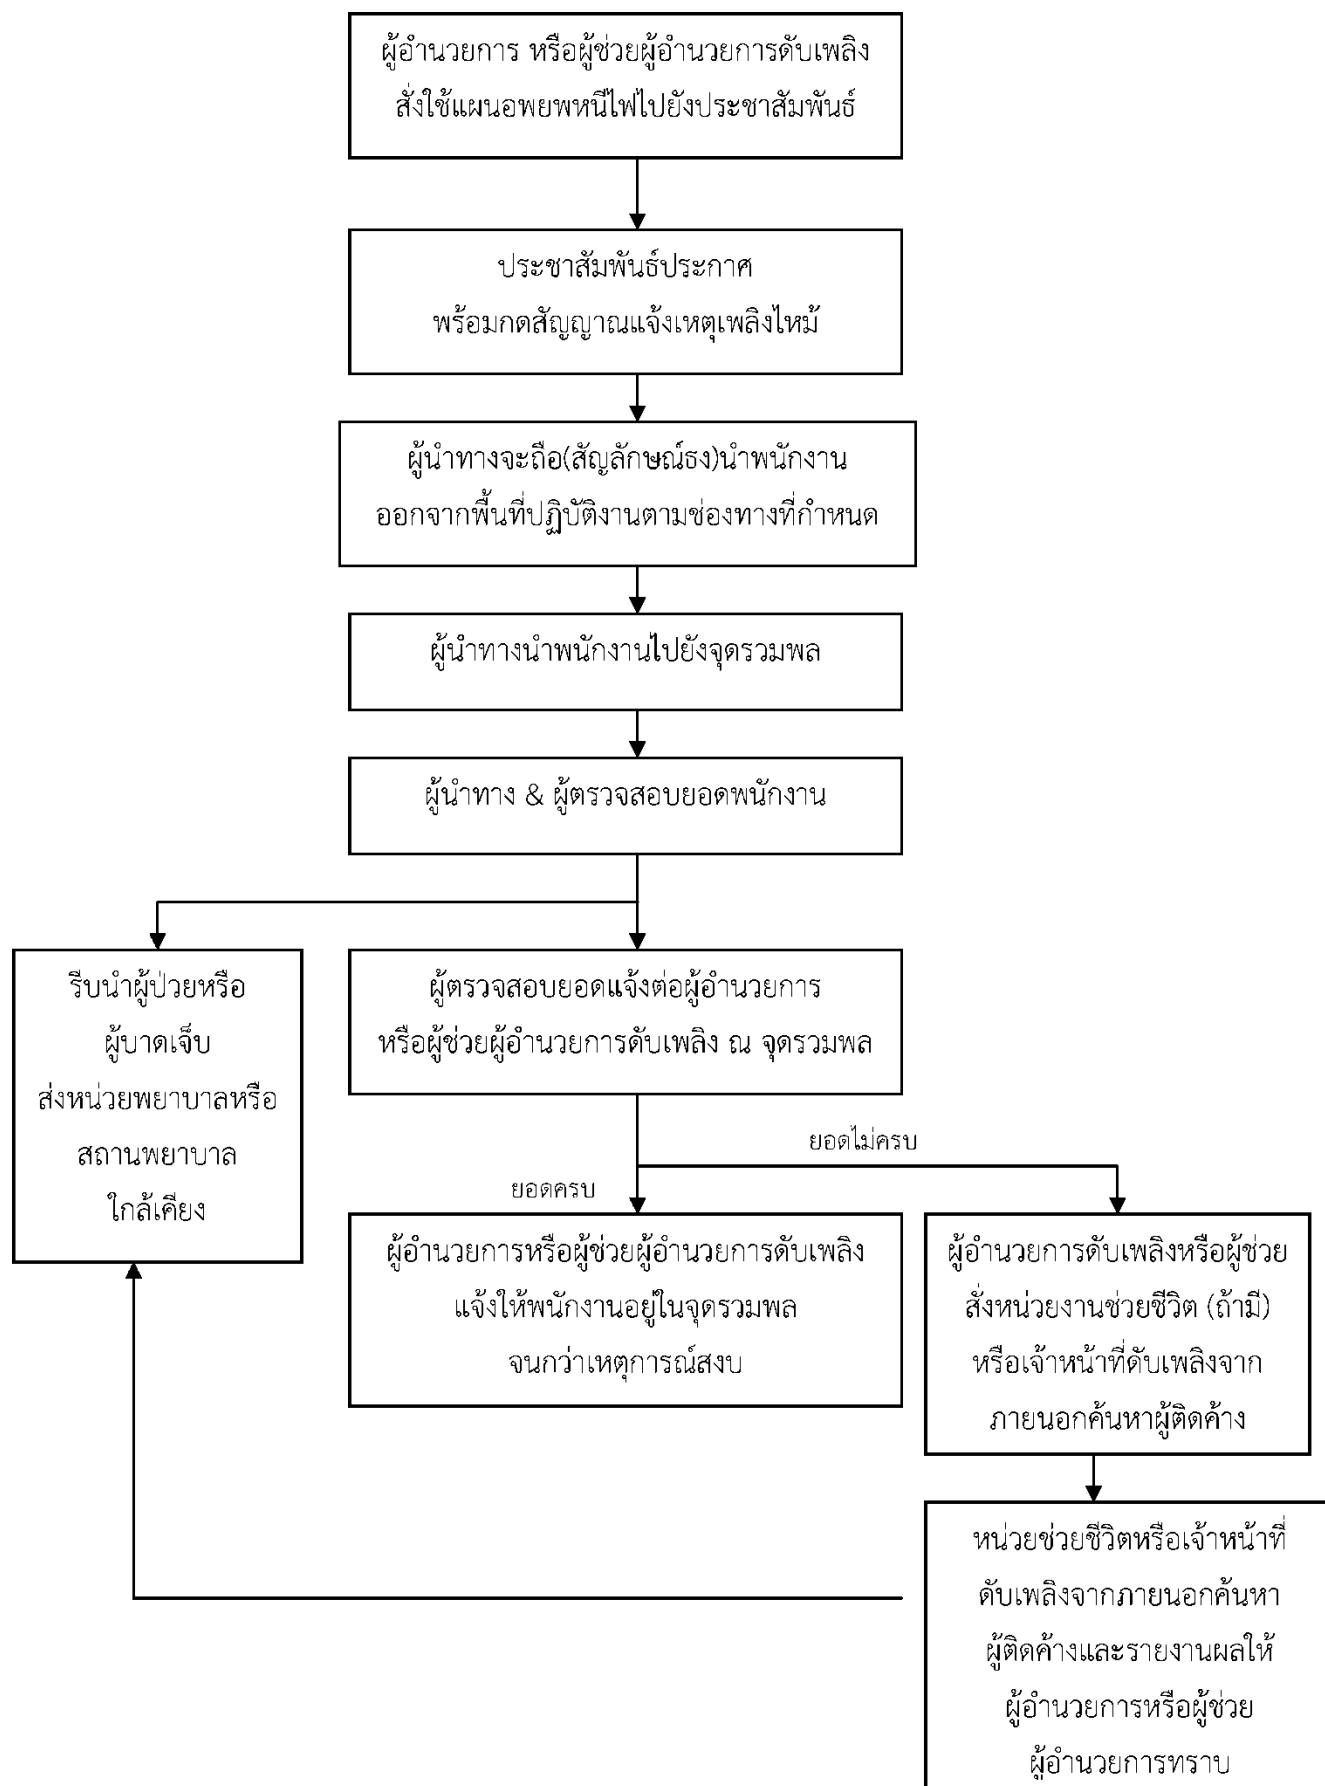 ผู้อำนวยการ หรือผู้ช่วยผู้อำนวยการดับเพลิง
สั่งใช้แผนอพยพหนีไฟไปยังประชาสัมพันธ์
ประชาสัมพันธ์ประกาศ
พร้อมกดสัญญาณแจ้งเหตุเพลิงไหม้
ผู้นำทางจะถือ(สัญลักษณ์ธง)นำพนักงาน
ออกจากพื้นที่ปฏิบัติงานตามช่องทางที่กำหนด
ผู้นำทางนำพนักงานไปยังจุดรวมพล
ผู้นำทาง & ผู้ตรวจสอบยอดพนักงาน
รีบนำผู้ป่วยหรือ
ผู้บาดเจ็บ
ส่งหน่วยพยาบาลหรือ
สถานพยาบาล
ใกล้เคียง
ผู้ตรวจสอบยอดแจ้งต่อผู้อำนวยการ
หรือผู้ช่วยผู้อำนวยการดับเพลิง ณ จุดรวมพล
ยอดไม่ครบ
ยอดครบ
ผู้อำนวยการหรือผู้ช่วยผู้อำนวยการดับเพลิง
แจ้งให้พนักงานอยู่ในจุดรวมพล
จนกว่าเหตุการณ์สงบ
ผู้อำนวยการดับเพลิงหรือผู้ช่วย
สั่งหน่วยงานช่วยชีวิต (ถ้ามี)
หรือเจ้าหน้าที่ดับเพลิงจาก
ภายนอกค้นหาผู้ติดค้าง
หน่วยช่วยชีวิตหรือเจ้าหน้าที่
ดับเพลิงจากภายนอกค้นหา
ผู้ติดค้างและรายงานผลให้
ผู้อำนวยการหรือผู้ช่วย
ผู้อำนวยการทราบ